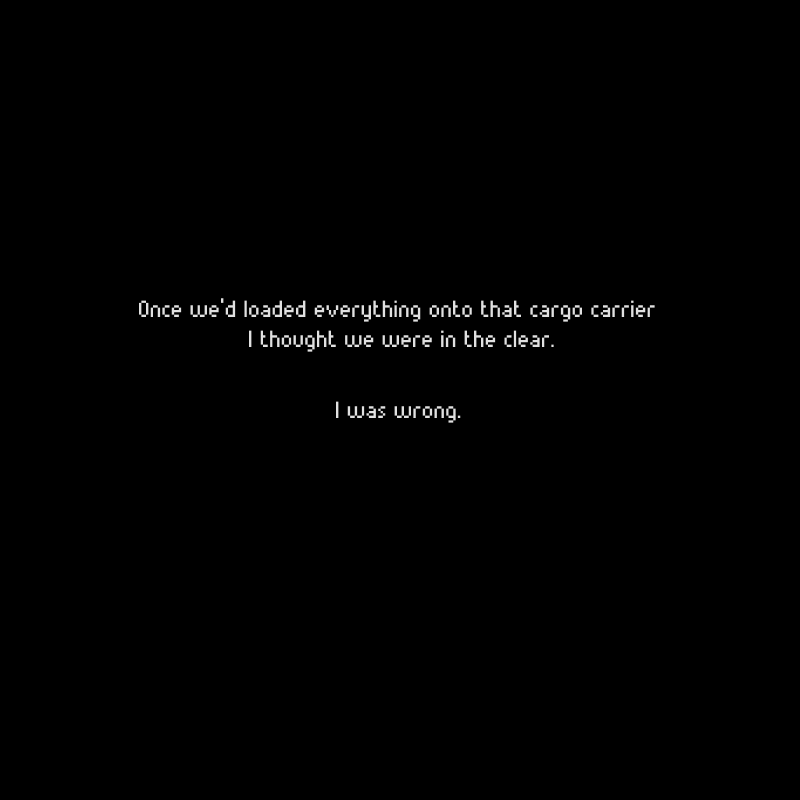 Once we'd loaded everything onto that cargo carrier
I thought we were in the clear.
I was wrong.